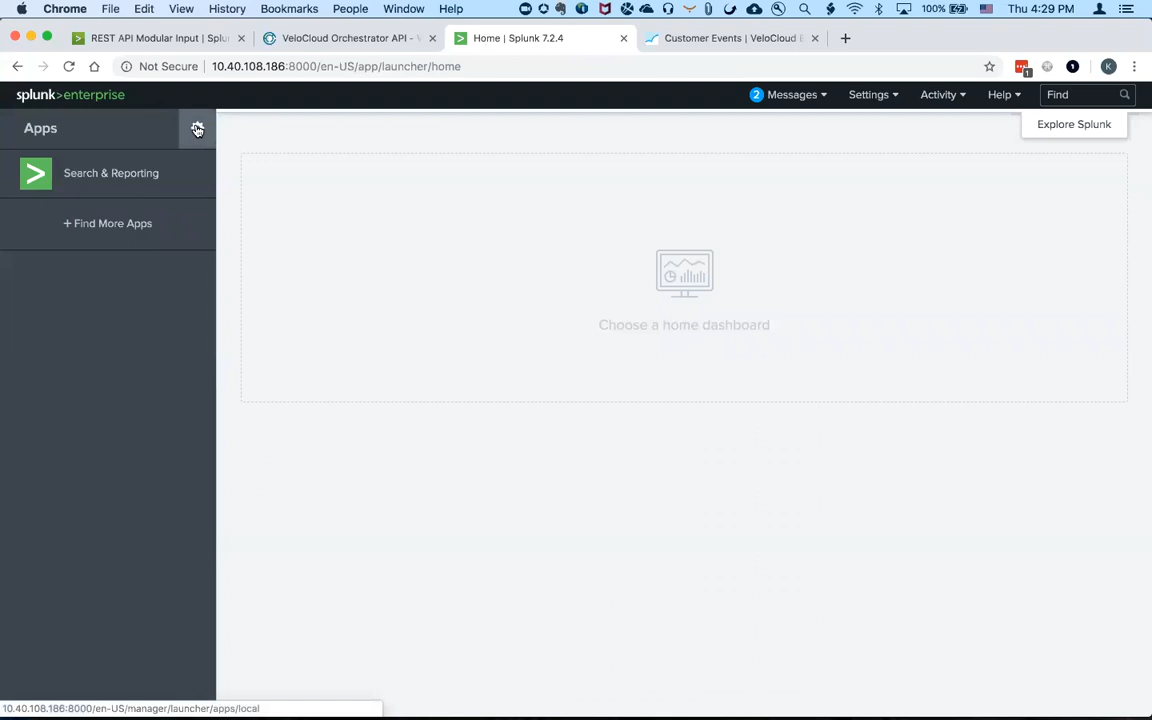 Chrome File Edit View History Bookmarks People Window Help 100% Thu 4:29 PM
REST API Modular Input | Splu
VeloCloud Orchestrator API -
Home | Splunk 7.2.4
Customer Events | VeloCloud
Not Secure 10.40.108.186:8000/en-US/app/launcher/home
1
K
splunk>enterprise
2 Messages Settings Activity Help Find
Apps
Explore Splunk
> Search & Reporting
+ Find More Apps
Choose a home dashboard
10.40.108.186:8000/en-US/manager/launcher/apps/local